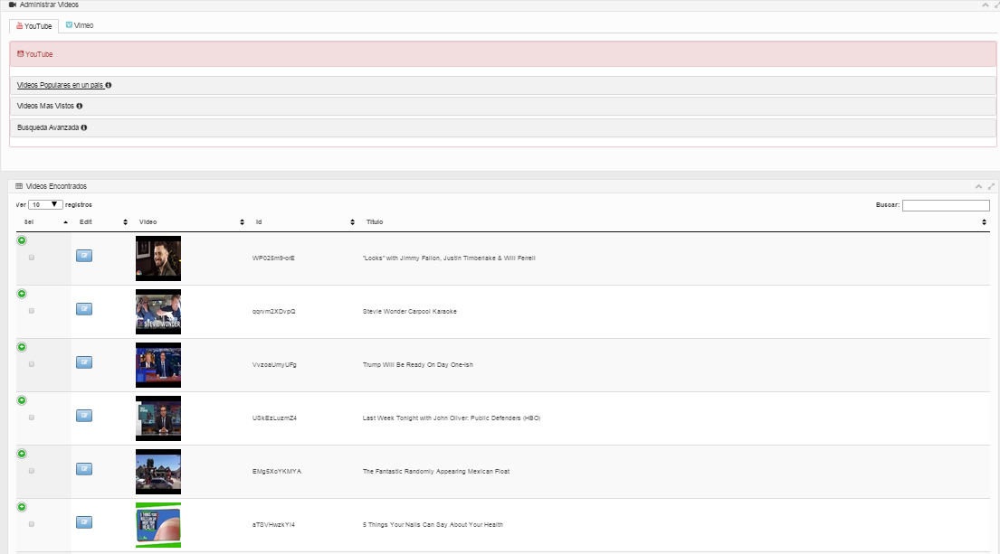 Administrar Videos
YouTube Vimeo
YouTube
Videos Populares en un pais
Videos Mas Vistos
Busqueda Avanzada
Videos Encontrados
Ver 10 registros Buscar:
Sel Edit Video Id Titulo
WP025m9-orE "Looks" with Jimmy Fallon, Justin Timberlake & Will Ferrell
STEVIE WONDER
qqrvm2XDvpQ Stevie Wonder Carpool Karaoke
VvzoaUmyUFg Trump Will Be Ready On Day One-ish
USkEzLuzmZ4 Last Week Tonight with John Oliver: Public Defenders (HBO)
EMg5XoYKMYA The Fantastic Randomly Appearing Mexican Float
aTSVHwzkYI4 5 Things Your Nails Can Say About Your Health